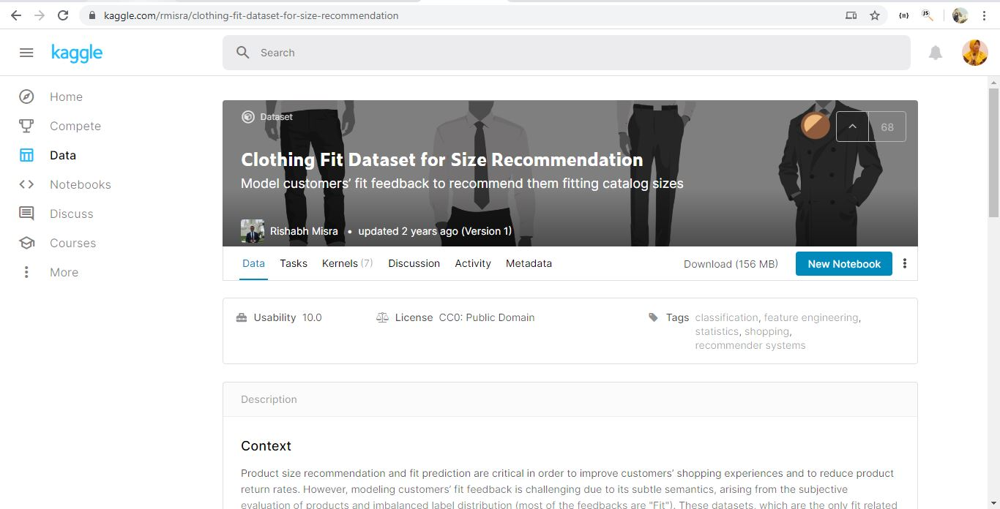 kaggle.com/rmisra/clothing-fit-dataset-for-size-recommendation
kaggle
Search
Home
Compete
Data
Notebooks
Discuss
Courses
More
Dataset
68
Clothing Fit Dataset for Size Recommendation
Model customers’ fit feedback to recommend them fitting catalog sizes
Rishabh Misra • updated 2 years ago (Version 1)
Data Tasks Kernels (7) Discussion Activity Metadata Download (156 MB) New Notebook
Usability 10.0 License CC0: Public Domain Tags classification, feature engineering,
statistics, shopping,
recommender systems
Description
Context
Product size recommendation and fit prediction are critical in order to improve customers’ shopping experiences and to reduce product
return rates. However, modeling customers’ fit feedback is challenging due to its subtle semantics, arising from the subjective
evaluation of products and imbalanced label distribution (most of the feedbacks are "Fit"). These datasets, which are the only fit related